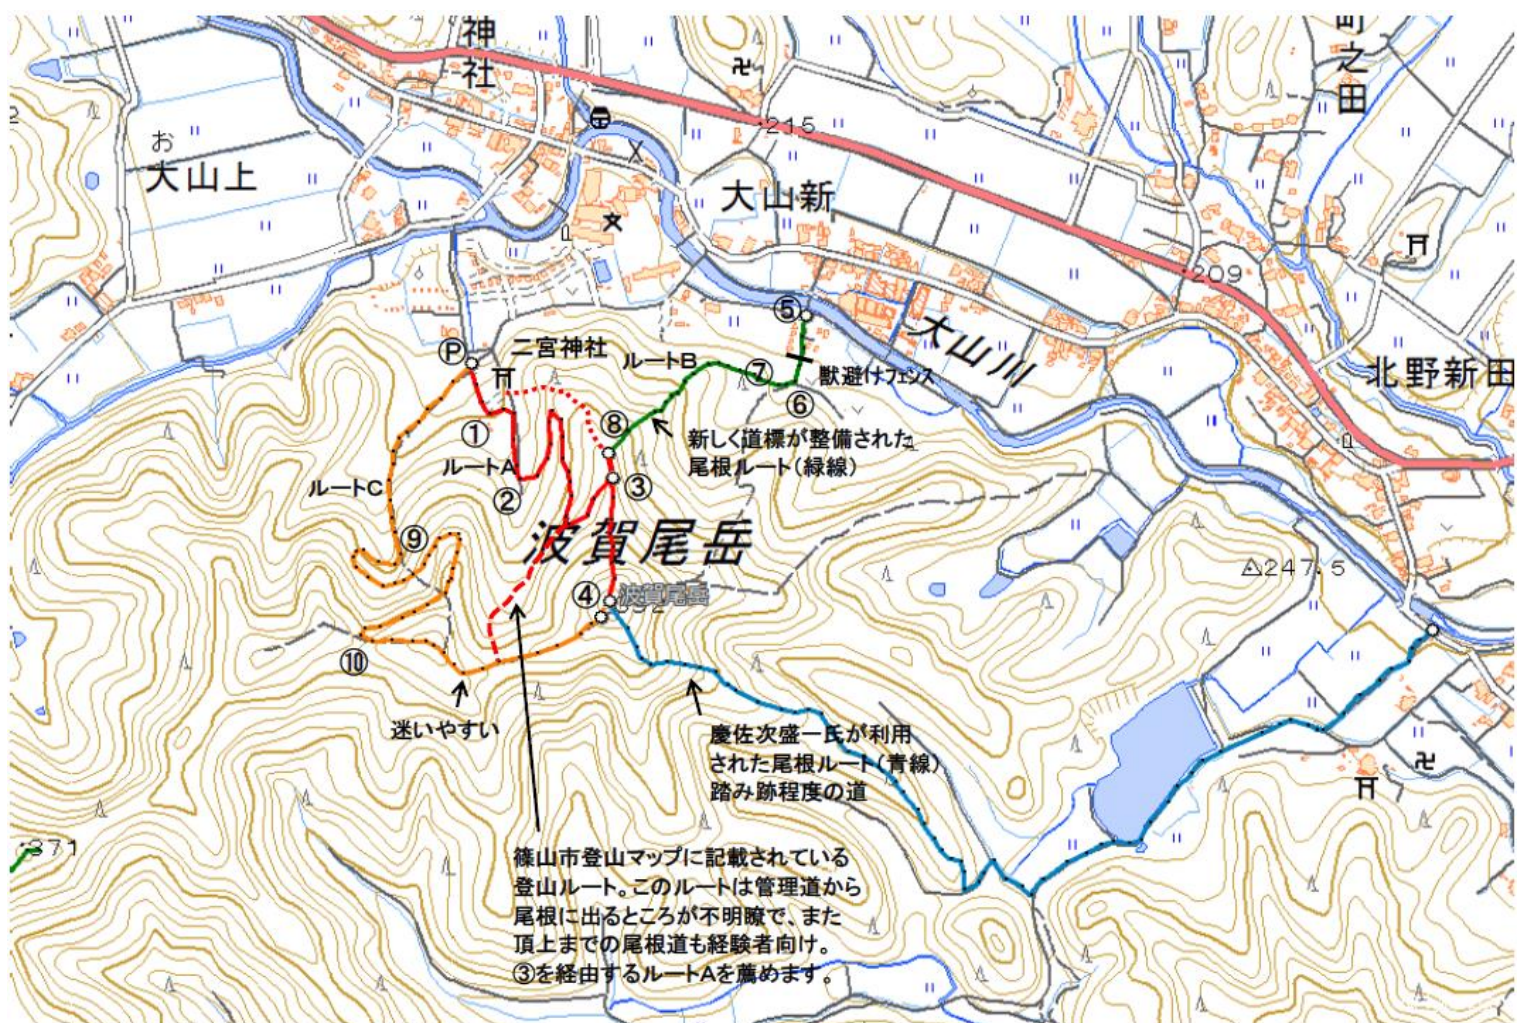 神社
町之田
215
お
大山上
大山新
209
大山川
北野新田
⑤
Ⓟ
二宮神社
ルートB
⑦
獣避けフェンス
⑥
①
⑧
新しく道標が整備された
尾根ルート(緑線)
ルートA
②
③
ルートC
波賀尾岳
⑨
247.5
④
波賀尾岳
⑩
迷いやすい
慶佐次盛一氏が利用
された尾根ルート(青線)
踏み跡程度の道
371
篠山市登山マップに記載されている
登山ルート。このルートは管理道から
尾根に出るところが不明瞭で、また
頂上までの尾根道も経験者向け。
③を経由するルートAを薦めます。